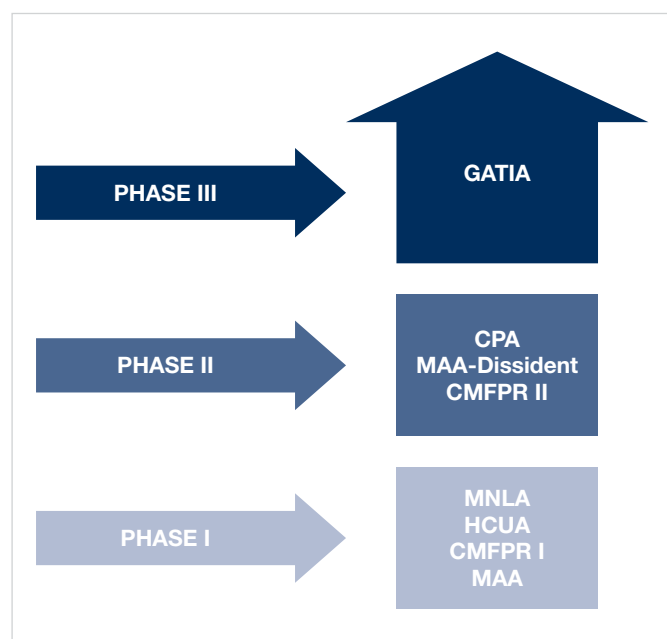 PHASE III
GATIA
PHASE II
CPA
MAA-Dissident
CMFPR II
PHASE I
MNLA
HCUA
CMFPR I
MAA